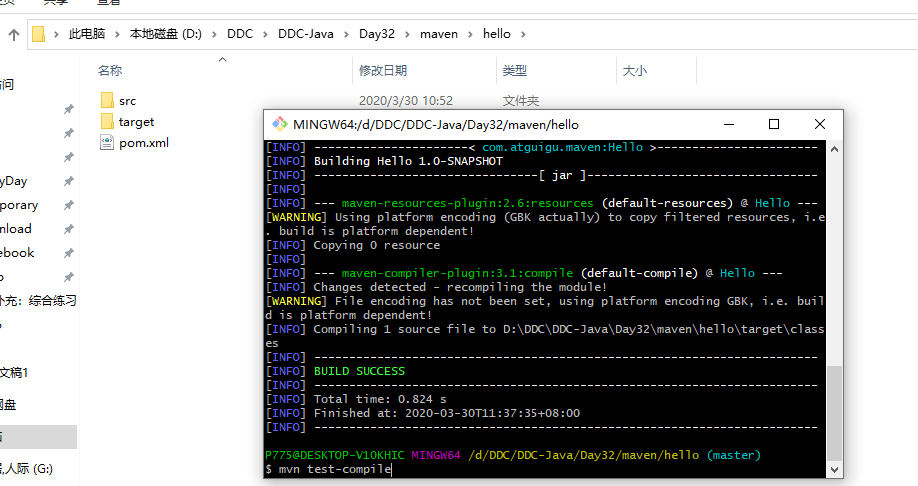 共享 查看
此电脑 > 本地磁盘 (D:) > DDC > DDC-Java > Day32 > maven > hello >
名称 修改日期 类型 大小
src 2020/3/30 10:52 文件夹
target
pom.xml
访问
yDay
porary
nload
ebook
补充：综合练习
文稿1
网盘
,人际 (G:)
MINGW64:/d/DDC/DDC-Java/Day32/maven/hello
[INFO] -----------------------< com.atguigu.maven:Hello >-----------------------
[INFO] Building Hello 1.0-SNAPSHOT
[INFO] --------------------------------[ jar ]---------------------------------
[INFO]
[INFO] --- maven-resources-plugin:2.6:resources (default-resources) @ Hello ---
[WARNING] Using platform encoding (GBK actually) to copy filtered resources, i.e
. build is platform dependent!
[INFO] Copying 0 resource
[INFO]
[INFO] --- maven-compiler-plugin:3.1:compile (default-compile) @ Hello ---
[INFO] Changes detected - recompiling the module!
[WARNING] File encoding has not been set, using platform encoding GBK, i.e. buil
d is platform dependent!
[INFO] Compiling 1 source file to D:\DDC\DDC-Java\Day32\maven\hello\target\class
es
[INFO] ------------------------------------------------------------------------
[INFO] BUILD SUCCESS
[INFO] ------------------------------------------------------------------------
[INFO] Total time: 0.824 s
[INFO] Finished at: 2020-03-30T11:37:35+08:00
[INFO] ------------------------------------------------------------------------
P775@DESKTOP-V10KHIC MINGW64 /d/DDC/DDC-Java/Day32/maven/hello (master)
$ mvn test-compile